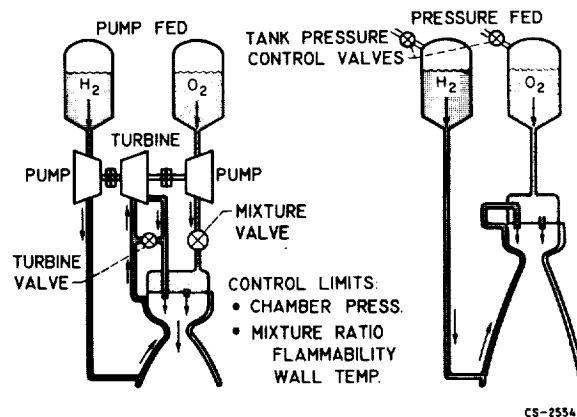 PUMP FED
H2
O2
TURBINE
PUMP
PUMP
MIXTURE
VALVE
TURBINE
VALVE
PRESSURE FED
TANK PRESSURE
CONTROL VALVES
H2
O2
CONTROL LIMITS:
• CHAMBER PRESS.
• MIXTURE RATIO
FLAMMABILITY
WALL TEMP.
CS-2554